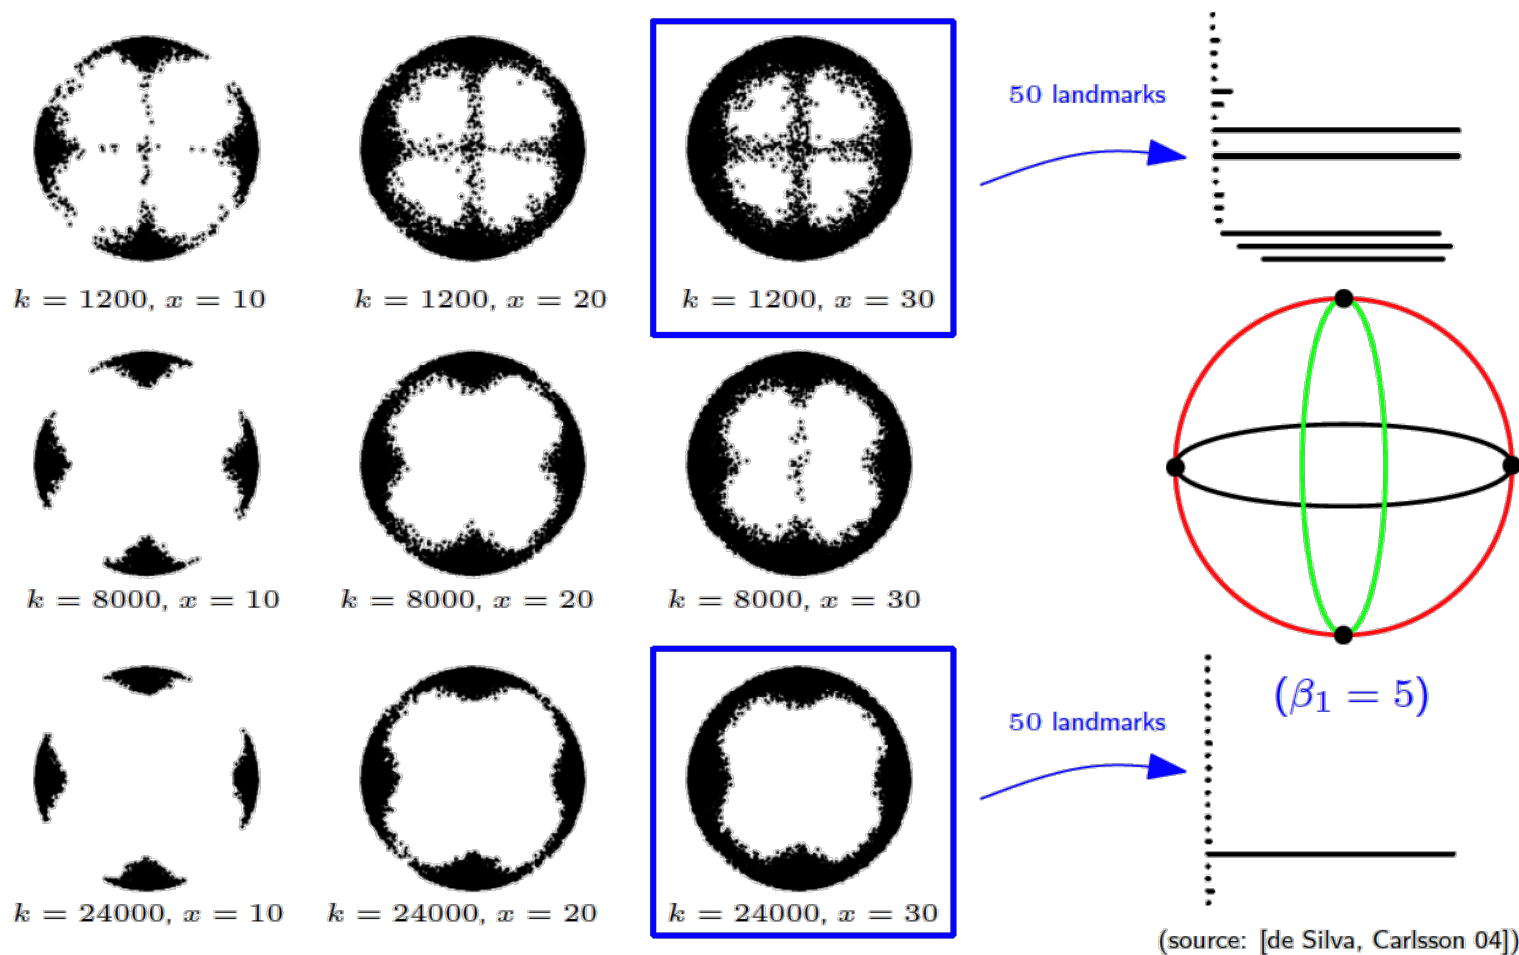 50 landmarks
k = 1200, x = 10
k = 1200, x = 20
k = 1200, x = 30
k = 8000, x = 10
k = 8000, x = 20
k = 8000, x = 30
(β₁ = 5)
50 landmarks
k = 24000, x = 10
k = 24000, x = 20
k = 24000, x = 30
(source: [de Silva, Carlsson 04])